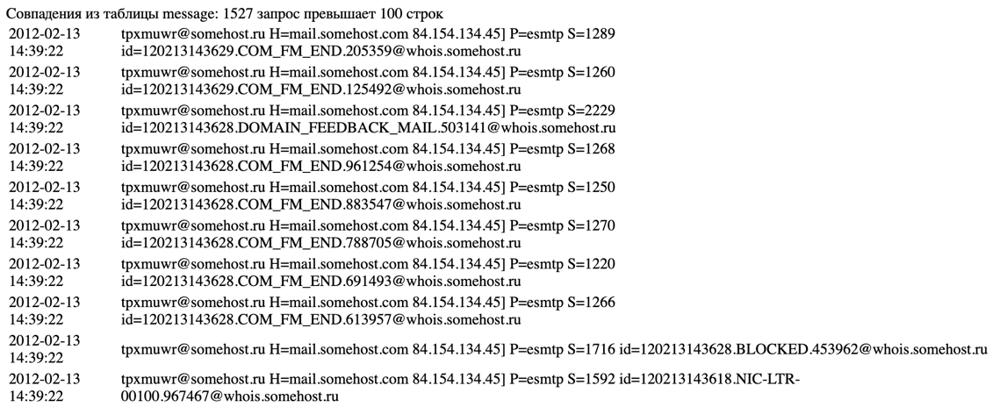 Совпадения из таблицы message: 1527 запрос превышает 100 строк
2012-02-13 tpxmuwr@somehost.ru H=mail.somehost.com 84.154.134.45] P=esmtp S=1289
14:39:22 id=120213143629.COM_FM_END.205359@whois.somehost.ru
2012-02-13 tpxmuwr@somehost.ru H=mail.somehost.com 84.154.134.45] P=esmtp S=1260
14:39:22 id=120213143629.COM_FM_END.125492@whois.somehost.ru
2012-02-13 tpxmuwr@somehost.ru H=mail.somehost.com 84.154.134.45] P=esmtp S=2229
14:39:22 id=120213143628.DOMAIN_FEEDBACK_MAIL.503141@whois.somehost.ru
2012-02-13 tpxmuwr@somehost.ru H=mail.somehost.com 84.154.134.45] P=esmtp S=1268
14:39:22 id=120213143628.COM_FM_END.961254@whois.somehost.ru
2012-02-13 tpxmuwr@somehost.ru H=mail.somehost.com 84.154.134.45] P=esmtp S=1250
14:39:22 id=120213143628.COM_FM_END.883547@whois.somehost.ru
2012-02-13 tpxmuwr@somehost.ru H=mail.somehost.com 84.154.134.45] P=esmtp S=1270
14:39:22 id=120213143628.COM_FM_END.788705@whois.somehost.ru
2012-02-13 tpxmuwr@somehost.ru H=mail.somehost.com 84.154.134.45] P=esmtp S=1220
14:39:22 id=120213143628.COM_FM_END.691493@whois.somehost.ru
2012-02-13 tpxmuwr@somehost.ru H=mail.somehost.com 84.154.134.45] P=esmtp S=1266
14:39:22 id=120213143628.COM_FM_END.613957@whois.somehost.ru
2012-02-13
14:39:22 tpxmuwr@somehost.ru H=mail.somehost.com 84.154.134.45] P=esmtp S=1716 id=120213143628.BLOCKED.453962@whois.somehost.ru
2012-02-13 tpxmuwr@somehost.ru H=mail.somehost.com 84.154.134.45] P=esmtp S=1592 id=120213143618.NIC-LTR-
14:39:22 00100.967467@whois.somehost.ru